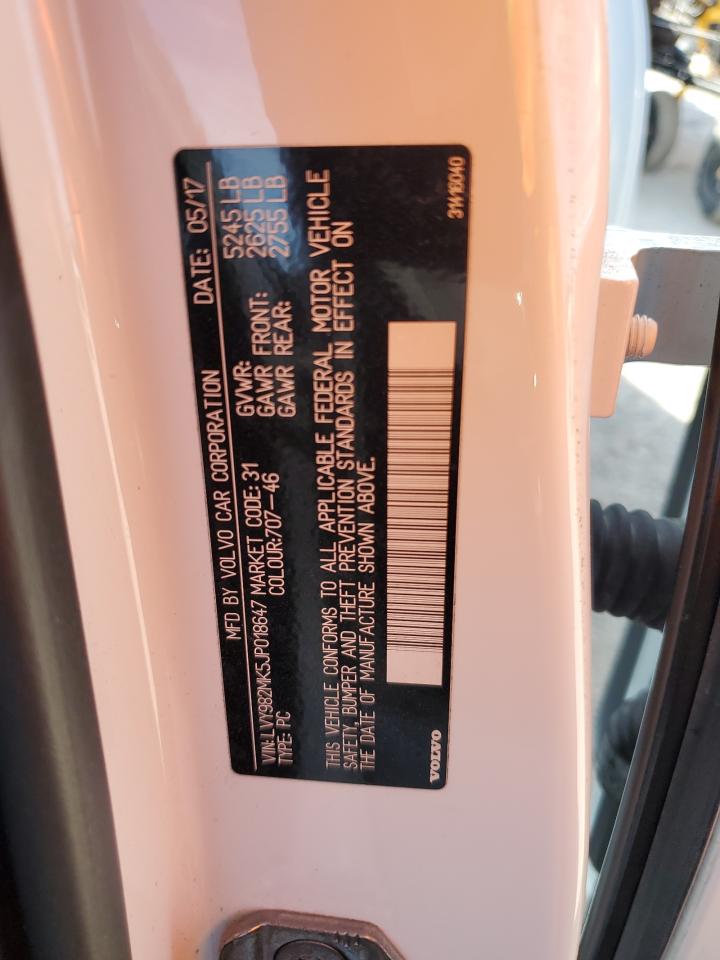 MFD BY VOLVO CAR CORPORATION DATE: 05/17
VIN:LVY982MK5JP018647 MARKET CODE: 31 GVWR: 5245 LB
TYPE: PC COLOUR:707-46 GAWR FRONT: 2625 LB
GAWR REAR: 2755 LB
THIS VEHICLE CONFORMS TO ALL APPLICABLE FEDERAL MOTOR VEHICLE
SAFETY, BUMPER AND THEFT PREVENTION STANDARDS IN EFFECT ON
THE DATE OF MANUFACTURE SHOWN ABOVE.
VOLVO
31416040